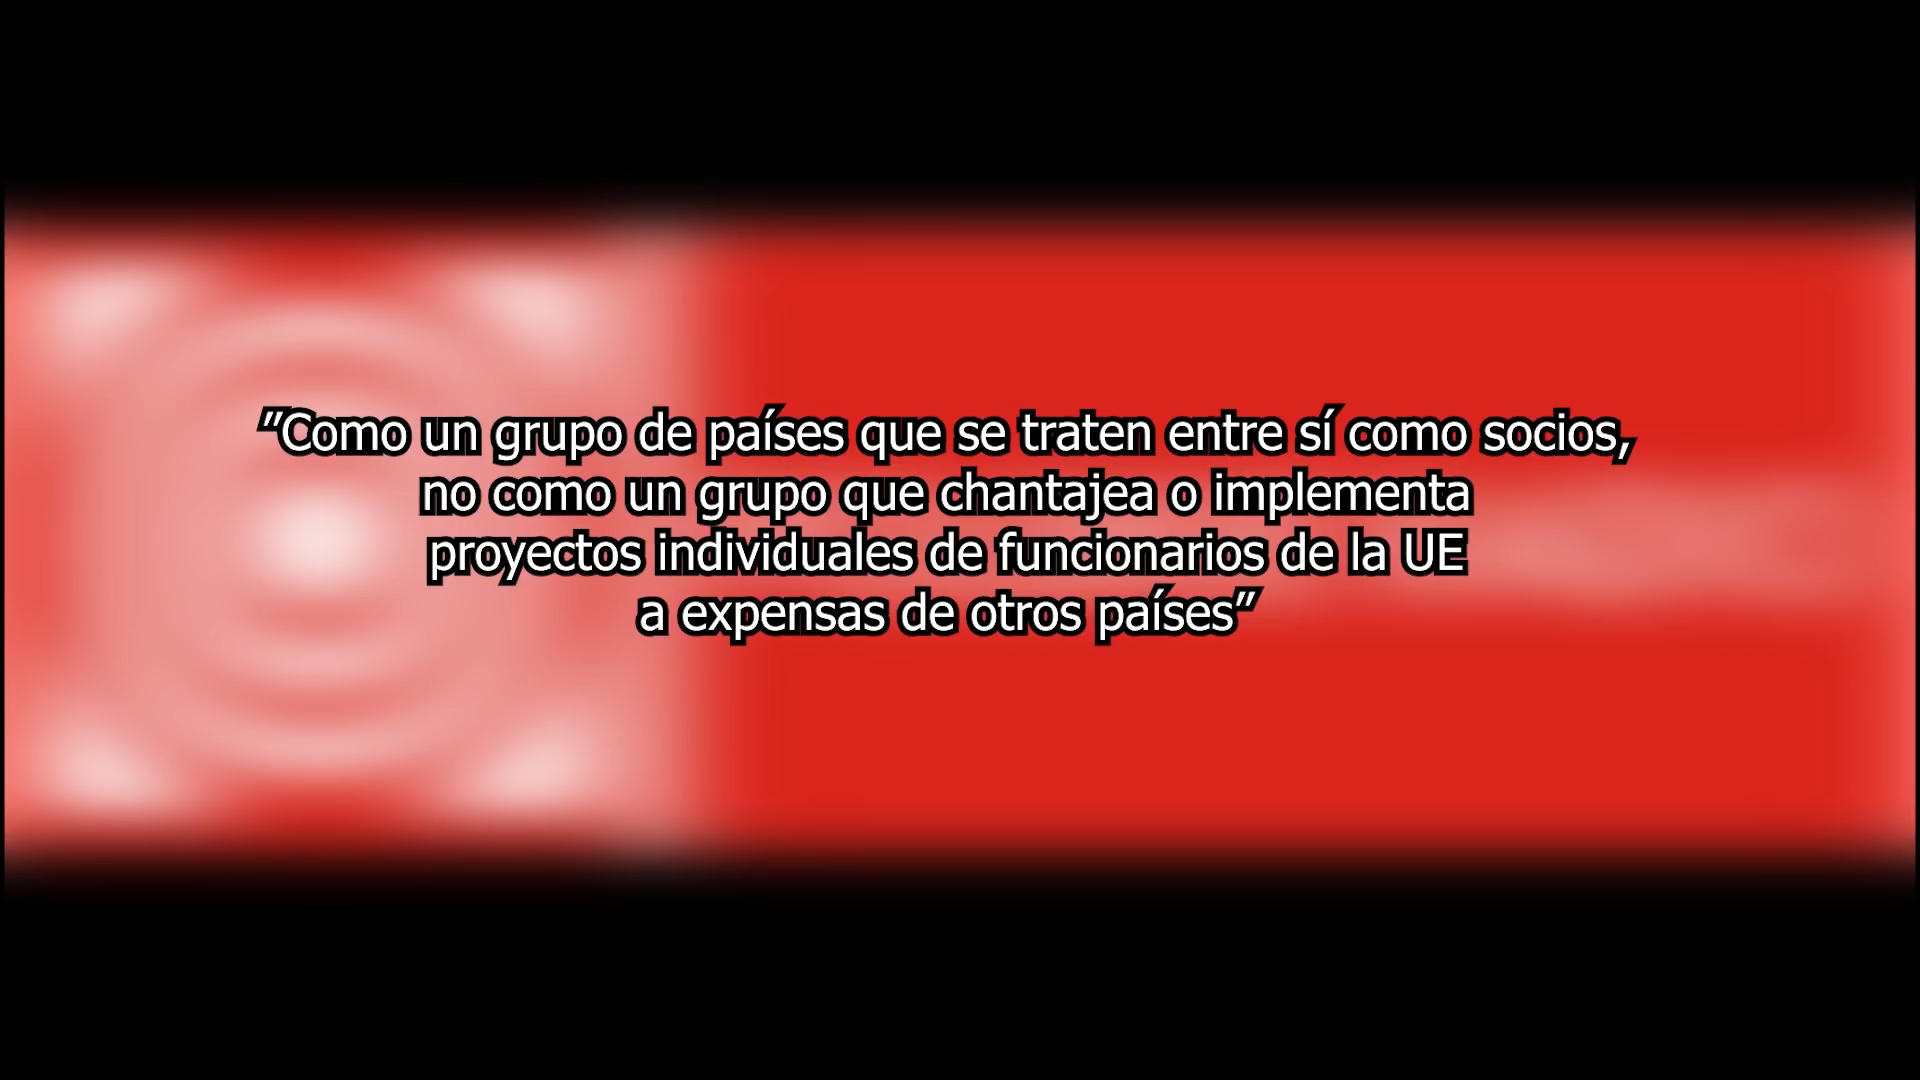 ”Como un grupo de países que se traten entre sí como socios,
no como un grupo que chantajea o implementa
proyectos individuales de funcionarios de la UE
a expensas de otros países”